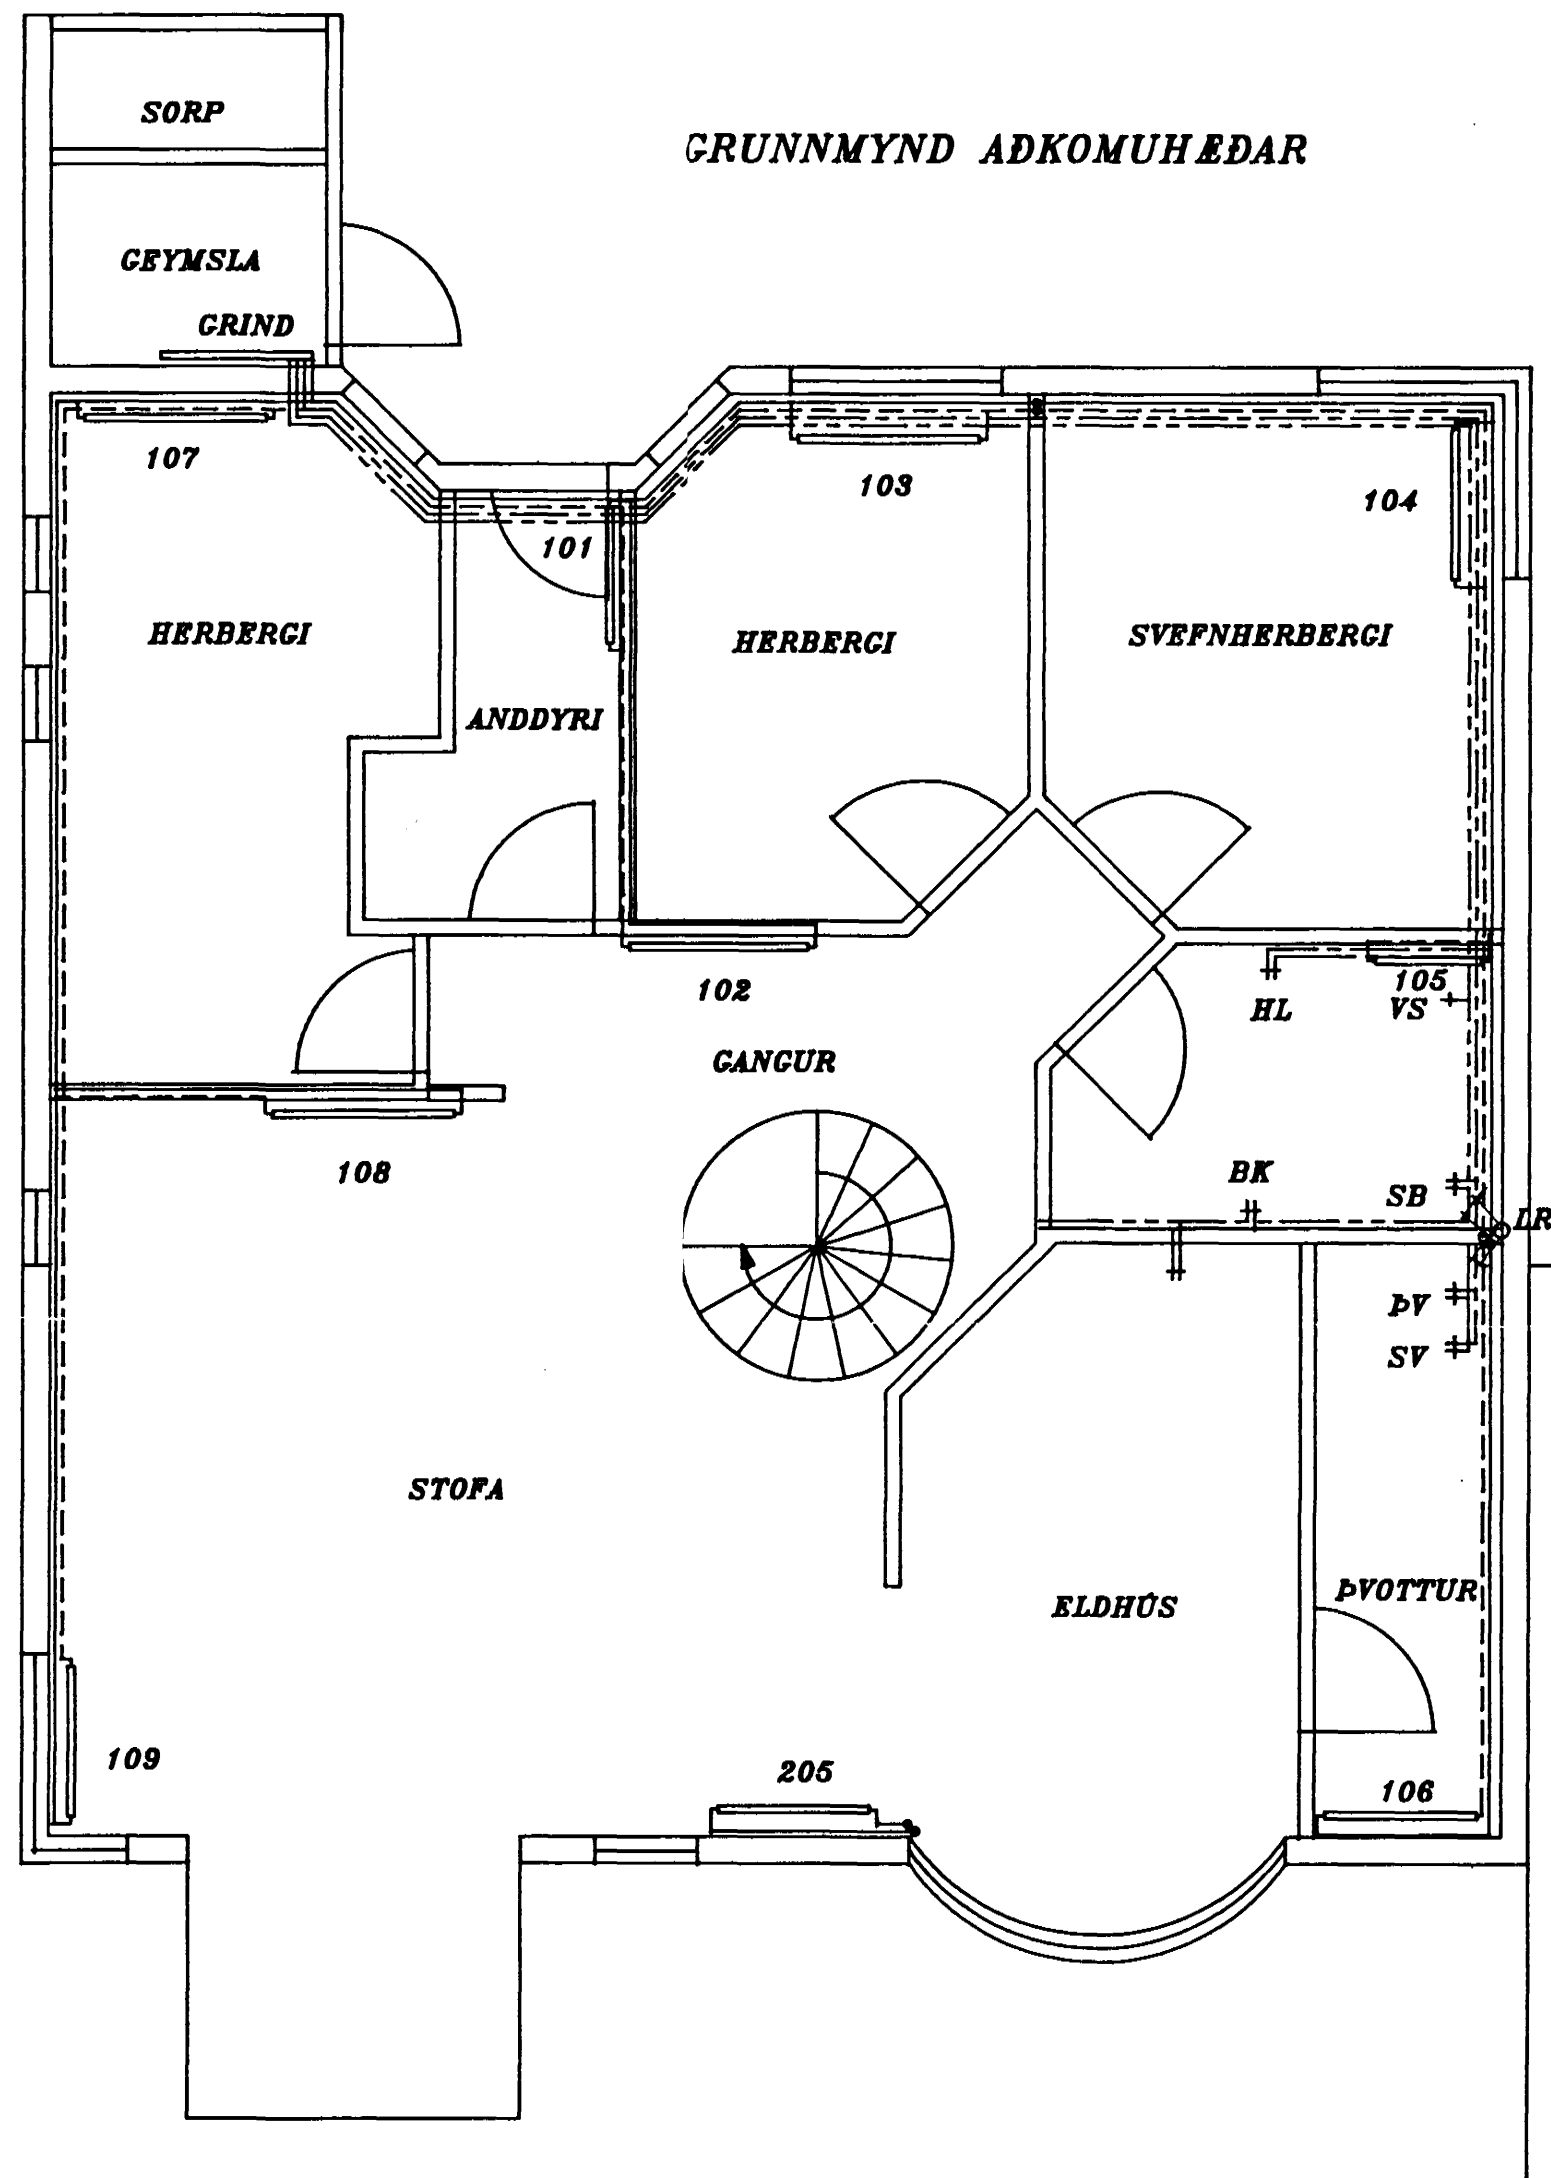 SORP
GRUNNMYND AÐKOMUHÆÐAR
GEYMSLA
GRIND
107
103
104
101
HERBERGI
HERBERGI
SVEFNHERBERGI
ANDDYRI
102
105
HL
VS
GANGUR
108
BK
SB
LR
ÞV
SV
STOFA
ELDHÚS
ÞVOTTUR
109
205
106